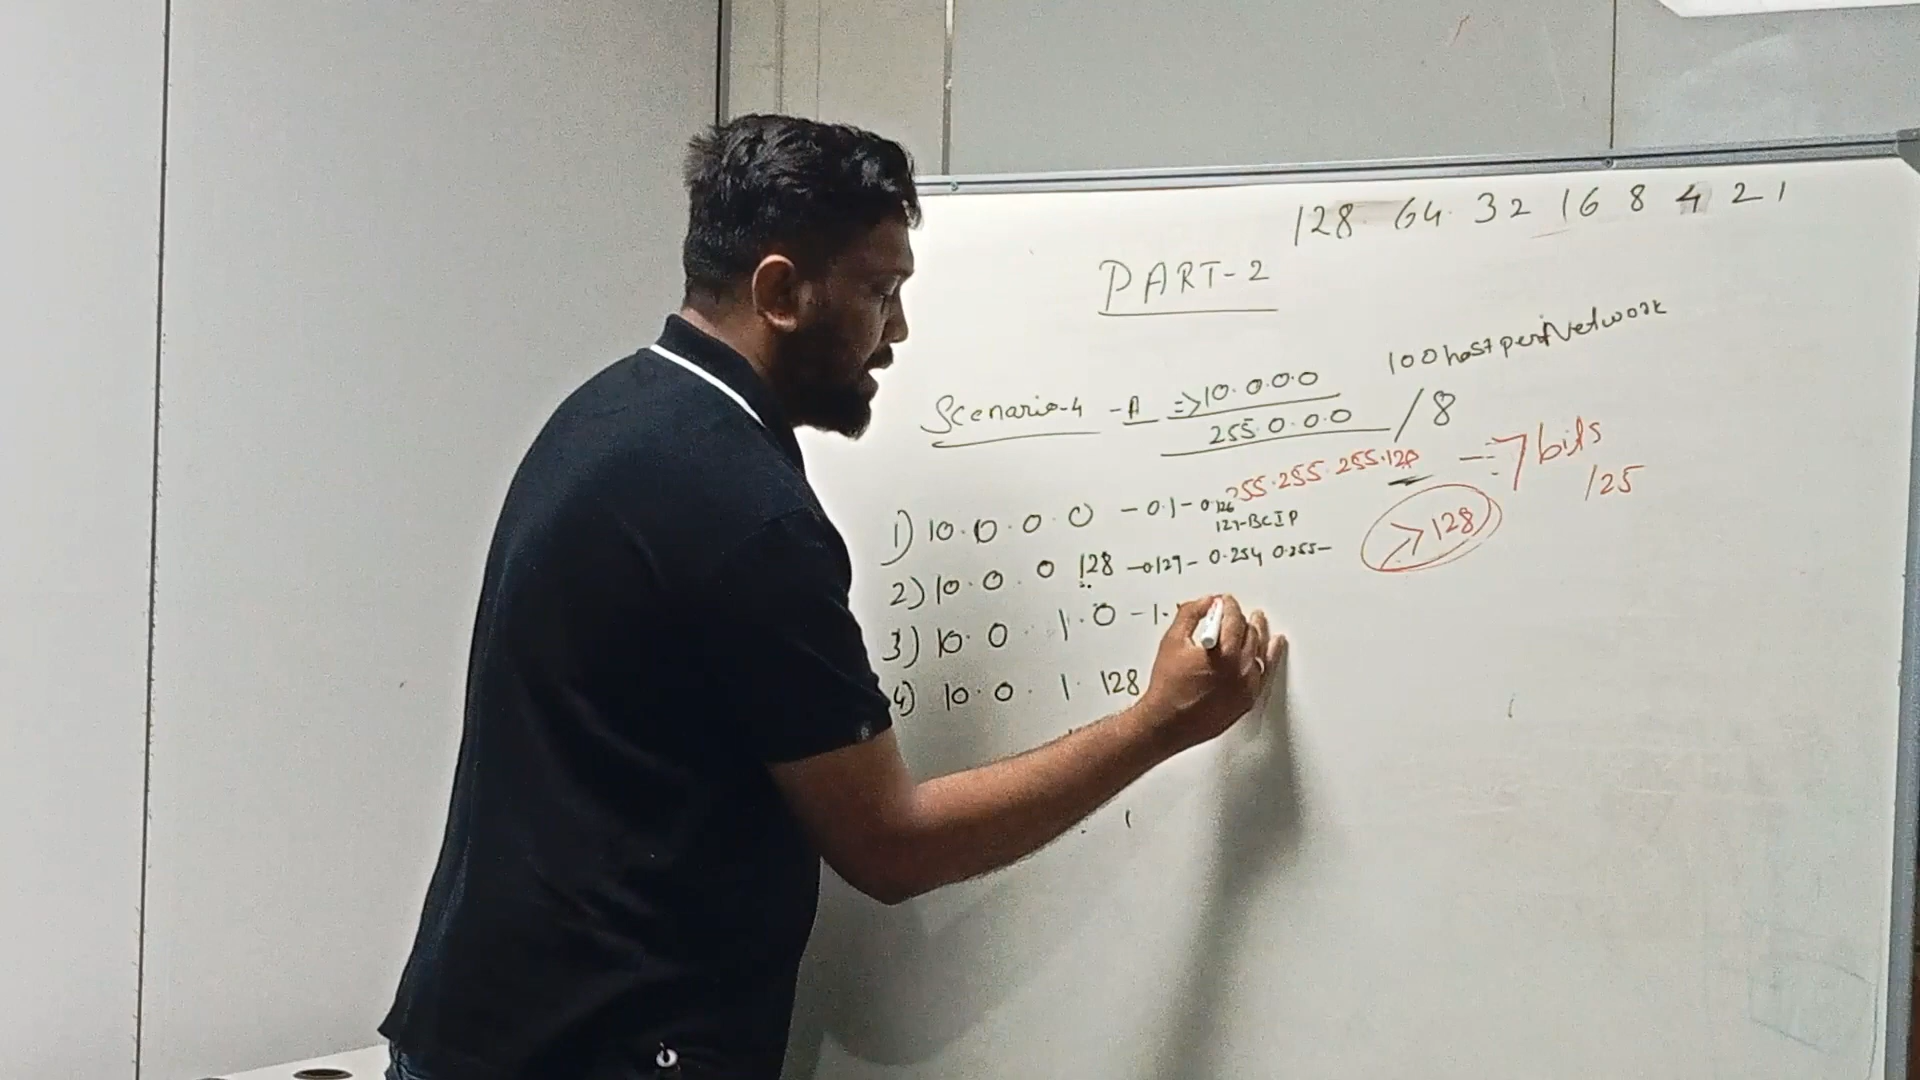 128 64 32 16 8 4 2 1
PART-2
100 host per Network
Scenario-4 - A => 10.0.0.0
255.0.0.0 /8
255.255.255.128 => 7 bits
/25
> 128
1) 10.0.0.0 - 0.1 - 0.126
127-BCIP
2) 10.0.0 128 - 0129 - 0.254 0.255-
3) 10.0.1.0 - 1.
4) 10.0.1.128